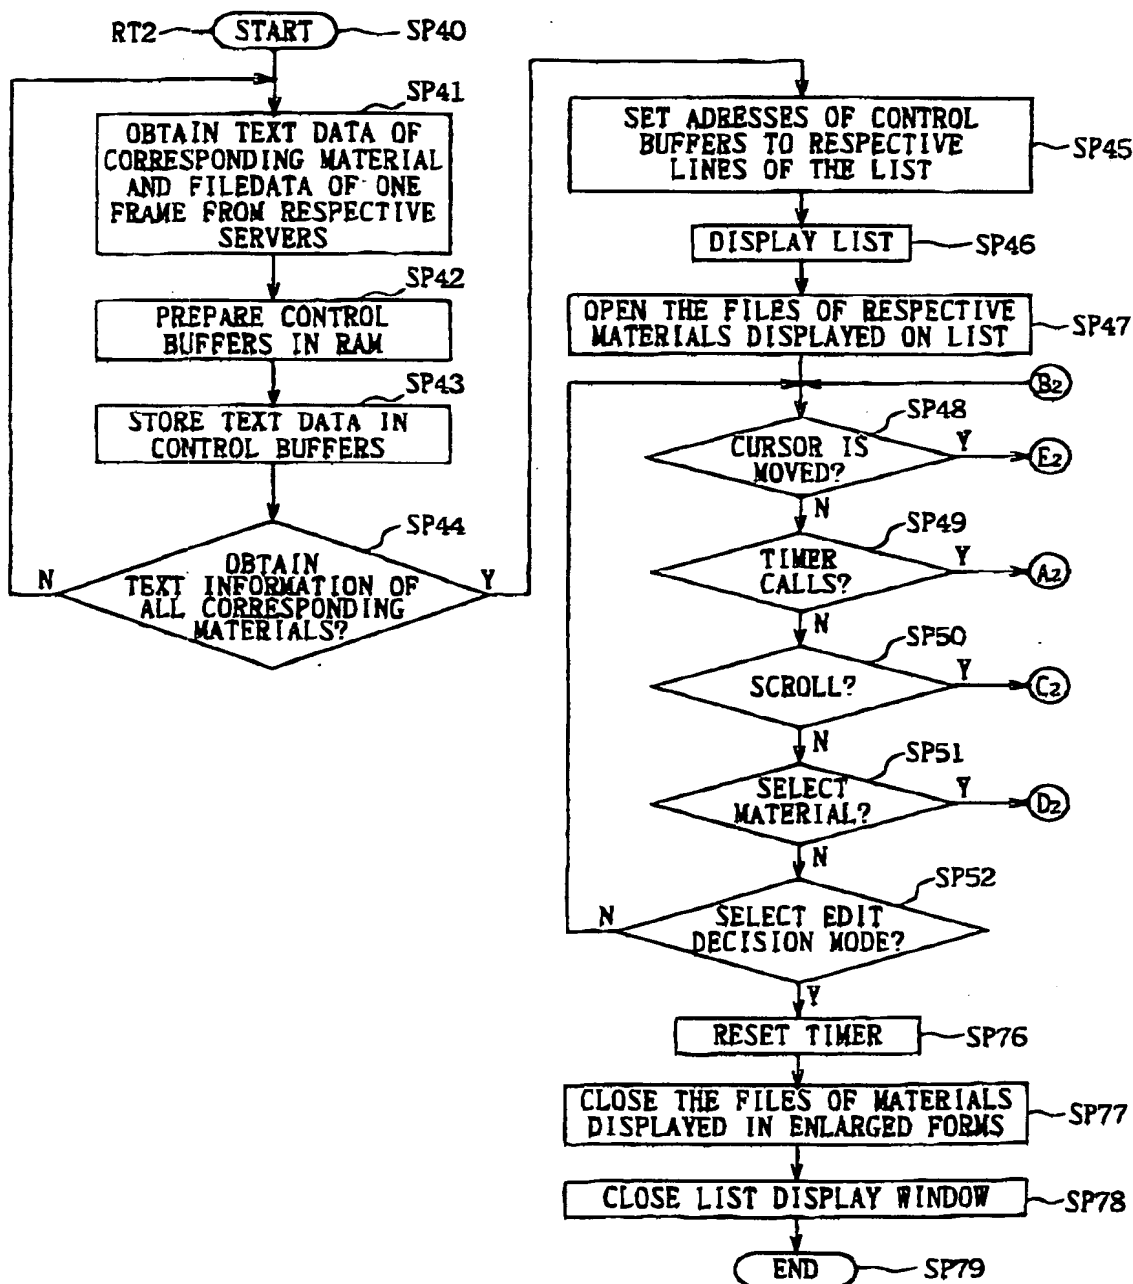 RT2
START
SP40
SP41
OBTAIN TEXT DATA OF
CORRESPONDING MATERIAL
AND FILEDATA OF ONE
FRAME FROM RESPECTIVE
SERVERS
SP42
PREPARE CONTROL
BUFFERS IN RAM
SP43
STORE TEXT DATA IN
CONTROL BUFFERS
SP44
OBTAIN
TEXT INFORMATION OF
ALL CORRESPONDING
MATERIALS?
N
Y
SET ADRESSES OF CONTROL
BUFFERS TO RESPECTIVE
LINES OF THE LIST
SP45
DISPLAY LIST
SP46
OPEN THE FILES OF RESPECTIVE
MATERIALS DISPLAYED ON LIST
SP47
B2
SP48
CURSOR IS
MOVED?
Y
E2
N
SP49
TIMER
CALLS?
Y
A2
N
SP50
SCROLL?
Y
C2
N
SP51
SELECT
MATERIAL?
Y
D2
N
SP52
SELECT EDIT
DECISION MODE?
N
Y
RESET TIMER
SP76
CLOSE THE FILES OF MATERIALS
DISPLAYED IN ENLARGED FORMS
SP77
CLOSE LIST DISPLAY WINDOW
SP78
END
SP79